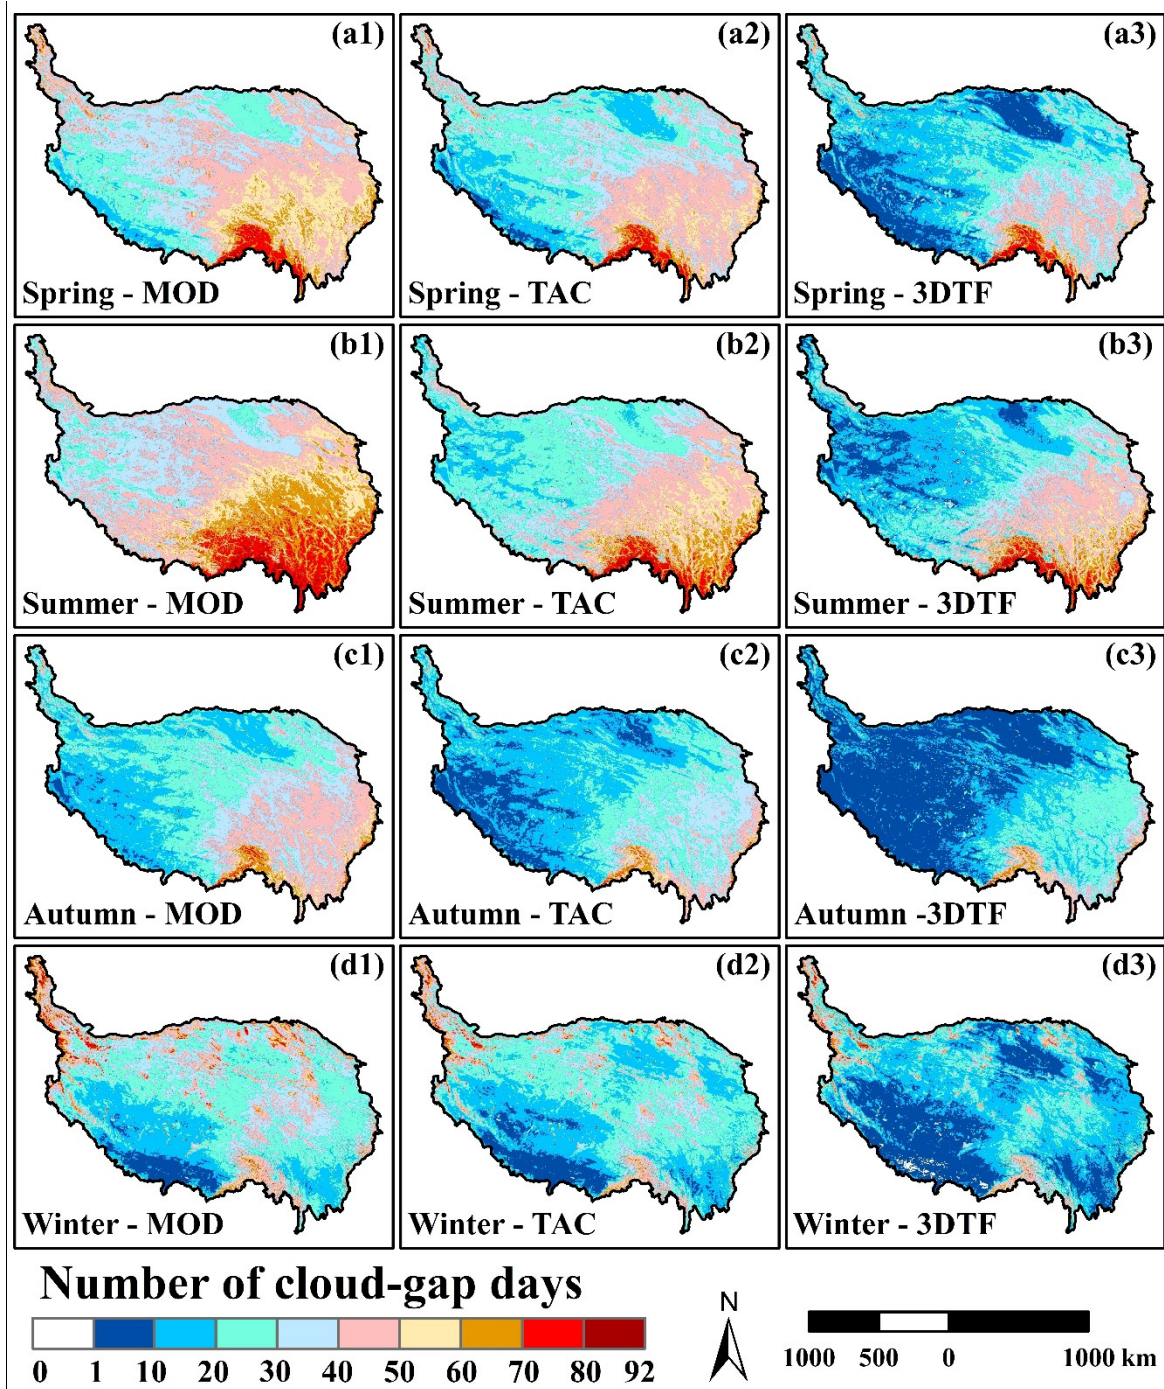 (a1) (a2) (a3)
Spring - MOD Spring - TAC Spring - 3DTF
(b1) (b2) (b3)
Summer - MOD Summer - TAC Summer - 3DTF
(c1) (c2) (c3)
Autumn - MOD Autumn - TAC Autumn -3DTF
(d1) (d2) (d3)
Winter - MOD Winter - TAC Winter - 3DTF
Number of cloud-gap days
N
0 1 10 20 30 40 50 60 70 80 92
1000 500 0 1000 km